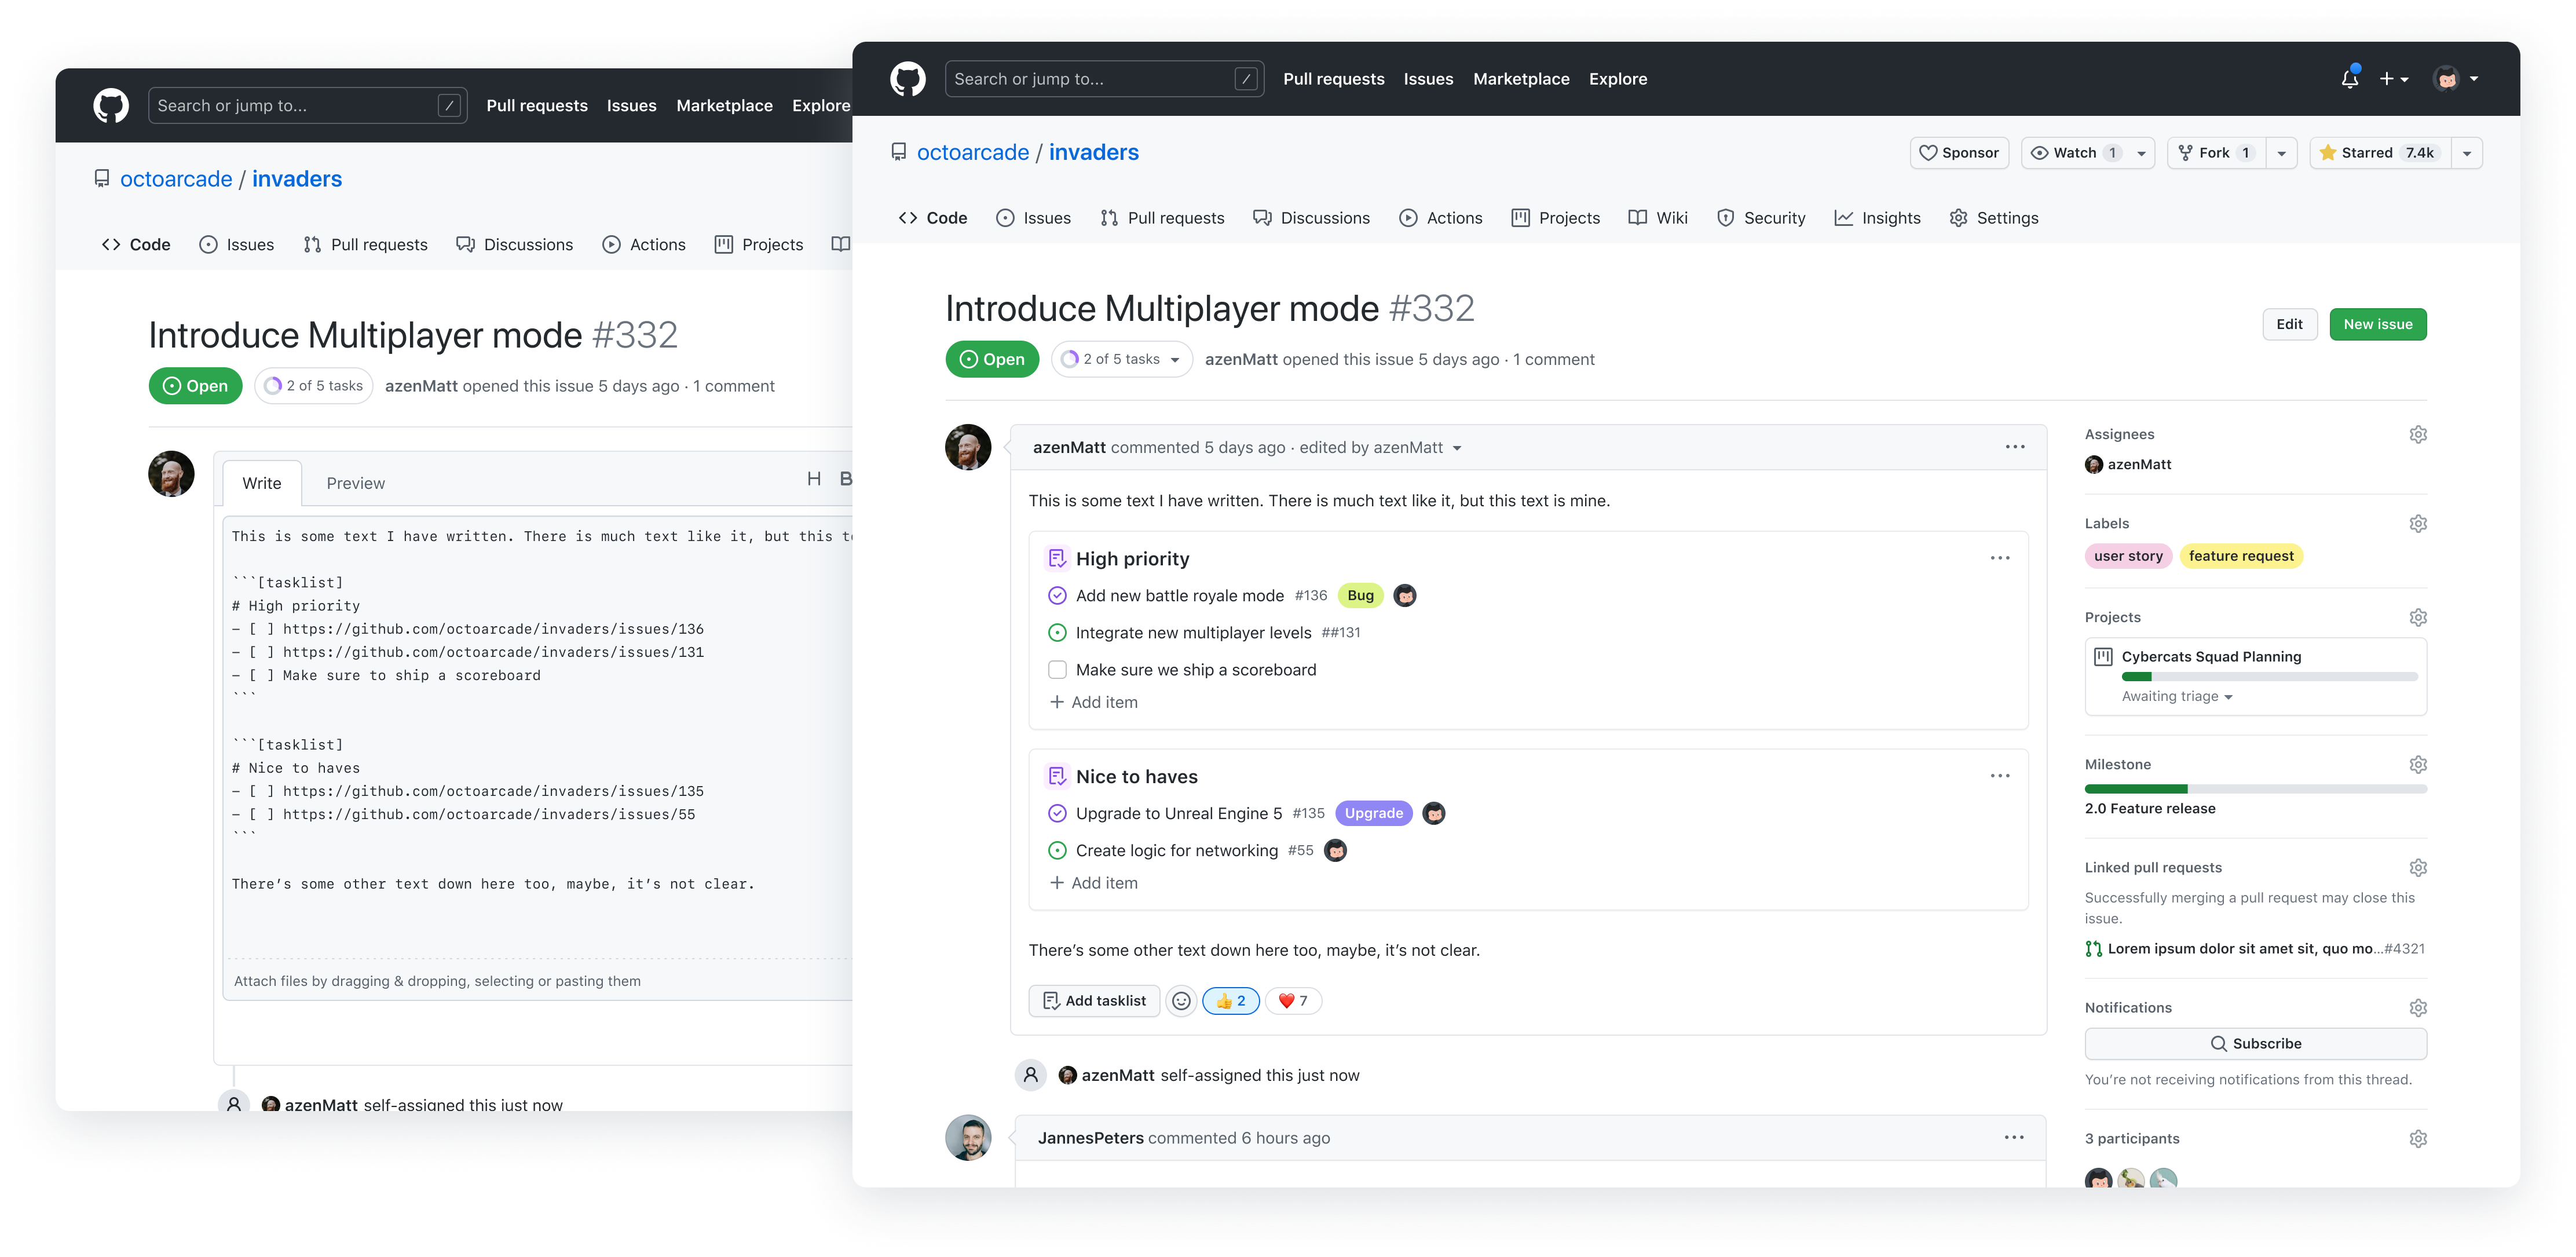 Search or jump to... /
Pull requests Issues Marketplace Explore
octoarcade / invaders
Code Issues Pull requests Discussions Actions Projects
Introduce Multiplayer mode #332
Open 2 of 5 tasks azenMatt opened this issue 5 days ago · 1 comment
Write Preview H B
This is some text I have written. There is much text like it, but this
```[tasklist]
# High priority
– [ ] https://github.com/octoarcade/invaders/issues/136
– [ ] https://github.com/octoarcade/invaders/issues/131
– [ ] Make sure to ship a scoreboard
```
```[tasklist]
# Nice to haves
– [ ] https://github.com/octoarcade/invaders/issues/135
– [ ] https://github.com/octoarcade/invaders/issues/55
```
There’s some other text down here too, maybe, it’s not clear.
Attach files by dragging & dropping, selecting or pasting them
azenMatt self-assigned this just now
Search or jump to... /
Pull requests Issues Marketplace Explore
octoarcade / invaders
Sponsor Watch 1 Fork 1 Starred 7.4k
Code Issues Pull requests Discussions Actions Projects Wiki Security Insights Settings
Introduce Multiplayer mode #332
Edit New issue
Open 2 of 5 tasks azenMatt opened this issue 5 days ago · 1 comment
azenMatt commented 5 days ago · edited by azenMatt
This is some text I have written. There is much text like it, but this text is mine.
High priority
Add new battle royale mode #136 Bug
Integrate new multiplayer levels ##131
Make sure we ship a scoreboard
+ Add item
Nice to haves
Upgrade to Unreal Engine 5 #135 Upgrade
Create logic for networking #55
+ Add item
There’s some other text down here too, maybe, it’s not clear.
Add tasklist 👍 2 ❤️ 7
azenMatt self-assigned this just now
JannesPeters commented 6 hours ago
Assignees
azenMatt
Labels
user story feature request
Projects
Cybercats Squad Planning
Awaiting triage
Milestone
2.0 Feature release
Linked pull requests
Successfully merging a pull request may close this
issue.
Lorem ipsum dolor sit amet sit, quo mo...#4321
Notifications
Subscribe
You’re not receiving notifications from this thread.
3 participants